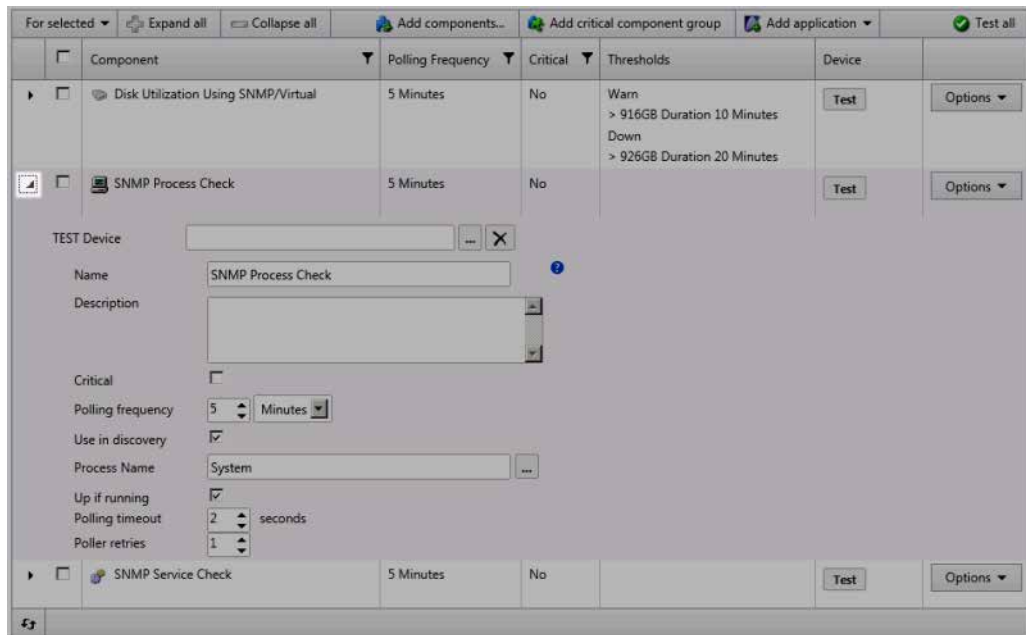 For selected Expand all Collapse all Add components... Add critical component group Add application Test all
Component Polling Frequency Critical Thresholds Device
Disk Utilization Using SNMP/Virtual 5 Minutes No Warn Test Options
> 916GB Duration 10 Minutes
Down
> 926GB Duration 20 Minutes
SNMP Process Check 5 Minutes No Test Options
TEST Device ...
Name SNMP Process Check
Description
Critical
Polling frequency 5 Minutes
Use in discovery
Process Name System ...
Up if running
Polling timeout 2 seconds
Poller retries 1
SNMP Service Check 5 Minutes No Test Options